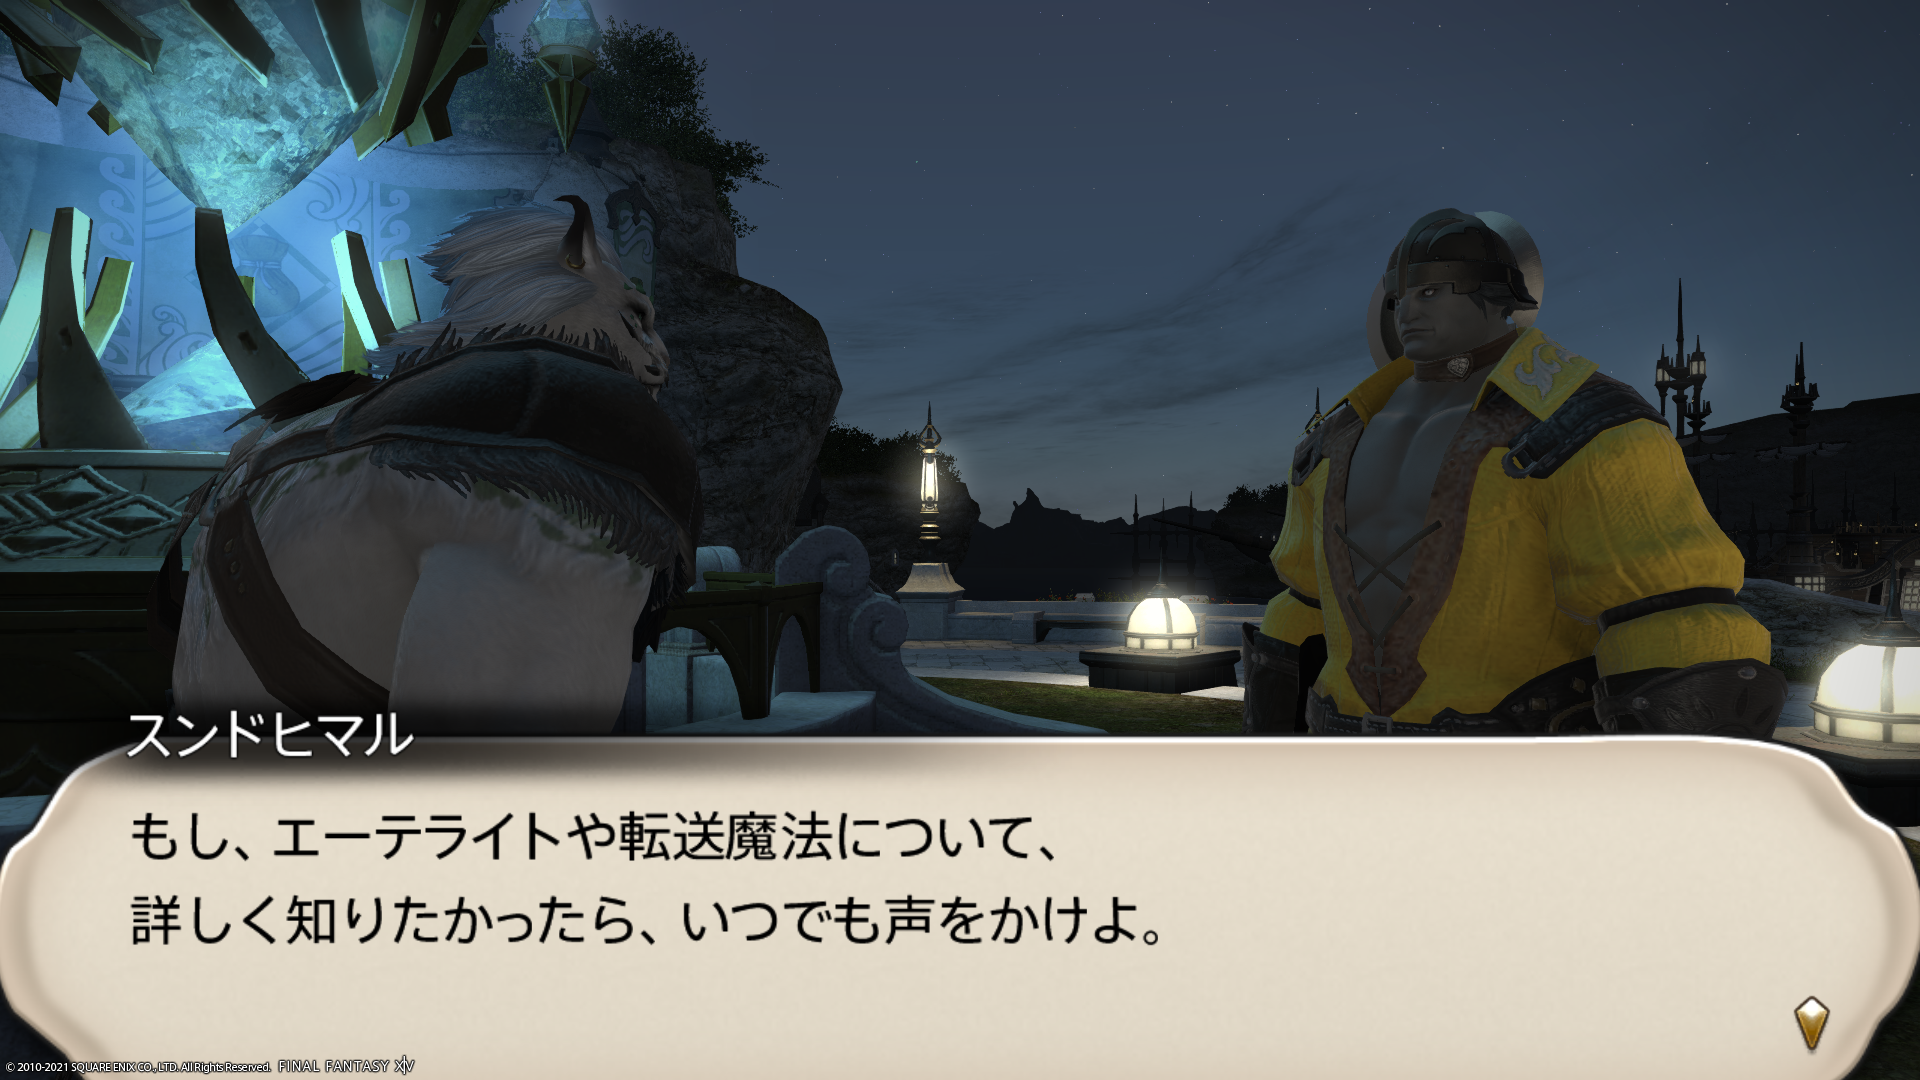 スンドヒマル
もし、エーテライトや転送魔法について、
詳しく知りたかったら、いつでも声をかけよ。
© 2010-2021 SQUARE ENIX CO., LTD. All Rights Reserved. FINAL FANTASY XIV